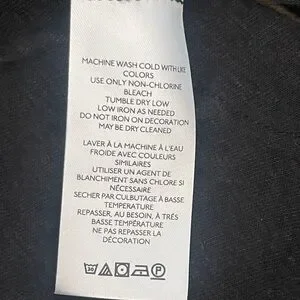 MACHINE WASH COLD WITH LIKE
COLORS
USE ONLY NON-CHLORINE
BLEACH
TUMBLE DRY LOW
LOW IRON AS NEEDED
DO NOT IRON ON DECORATION
MAY BE DRY CLEANED
LAVER À LA MACHINE À L'EAU
FROIDE AVEC COULEURS
SIMILAIRES
UTILISER UN AGENT DE
BLANCHIMENT SANS CHLORE SI
NÉCESSAIRE
SECHER PAR CULBUTAGE À BASSE
TEMPERATURE
REPASSER, AU BESOIN, À TRÈS
BASSE TEMPÉRATURE
NE PAS REPASSER LA
DÉCORATION
30 P